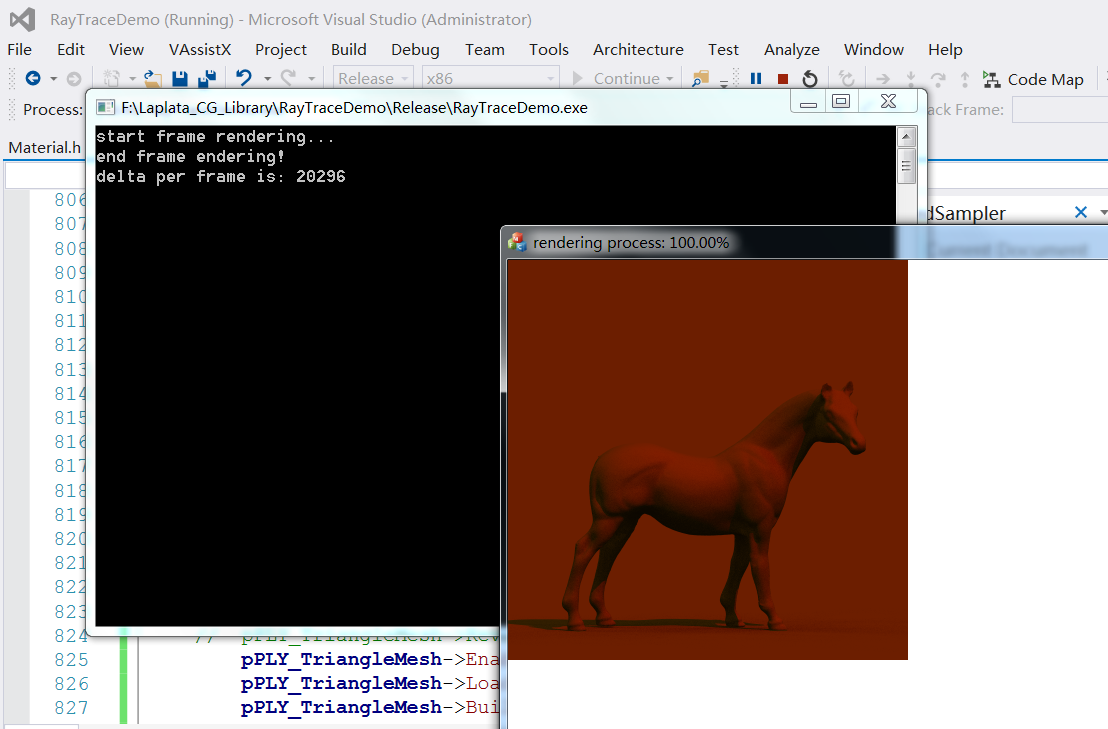 RayTraceDemo (Running) - Microsoft Visual Studio (Administrator)
File Edit View VAssistX Project Build Debug Team Tools Architecture Test Analyze Window Help
Release x86 Continue Code Map
Process: F:\Laplata_CG_Library\RayTraceDemo\Release\RayTraceDemo.exe ack Frame:
Material.h
start frame rendering...
end frame endering!
delta per frame is: 20296
dSampler
rendering process: 100.00%
Current Document
806
807
808
809
810
811
812
813
814
815
816
817
818
819
820
821
822
823
824 // pPLY_TriangleMesh->Rev
825 pPLY_TriangleMesh->Ena
826 pPLY_TriangleMesh->Loa
827 pPLY_TriangleMesh->Bui